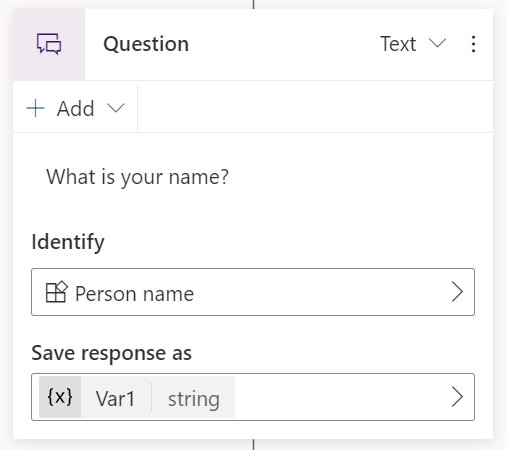 Question Text
Add
What is your name?
Identify
Person name
Save response as
{x} Var1 string